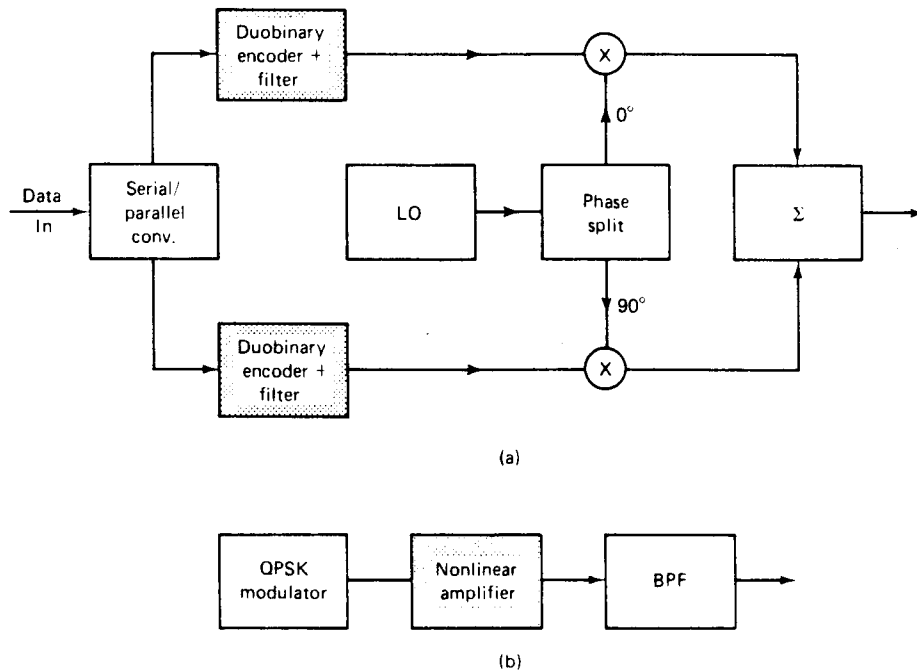 Duobinary
encoder +
filter
X
0°
Data
In
Serial/
parallel
conv.
LO
Phase
split
Σ
90°
Duobinary
encoder +
filter
X
(a)
QPSK
modulator
Nonlinear
amplifier
BPF
(b)